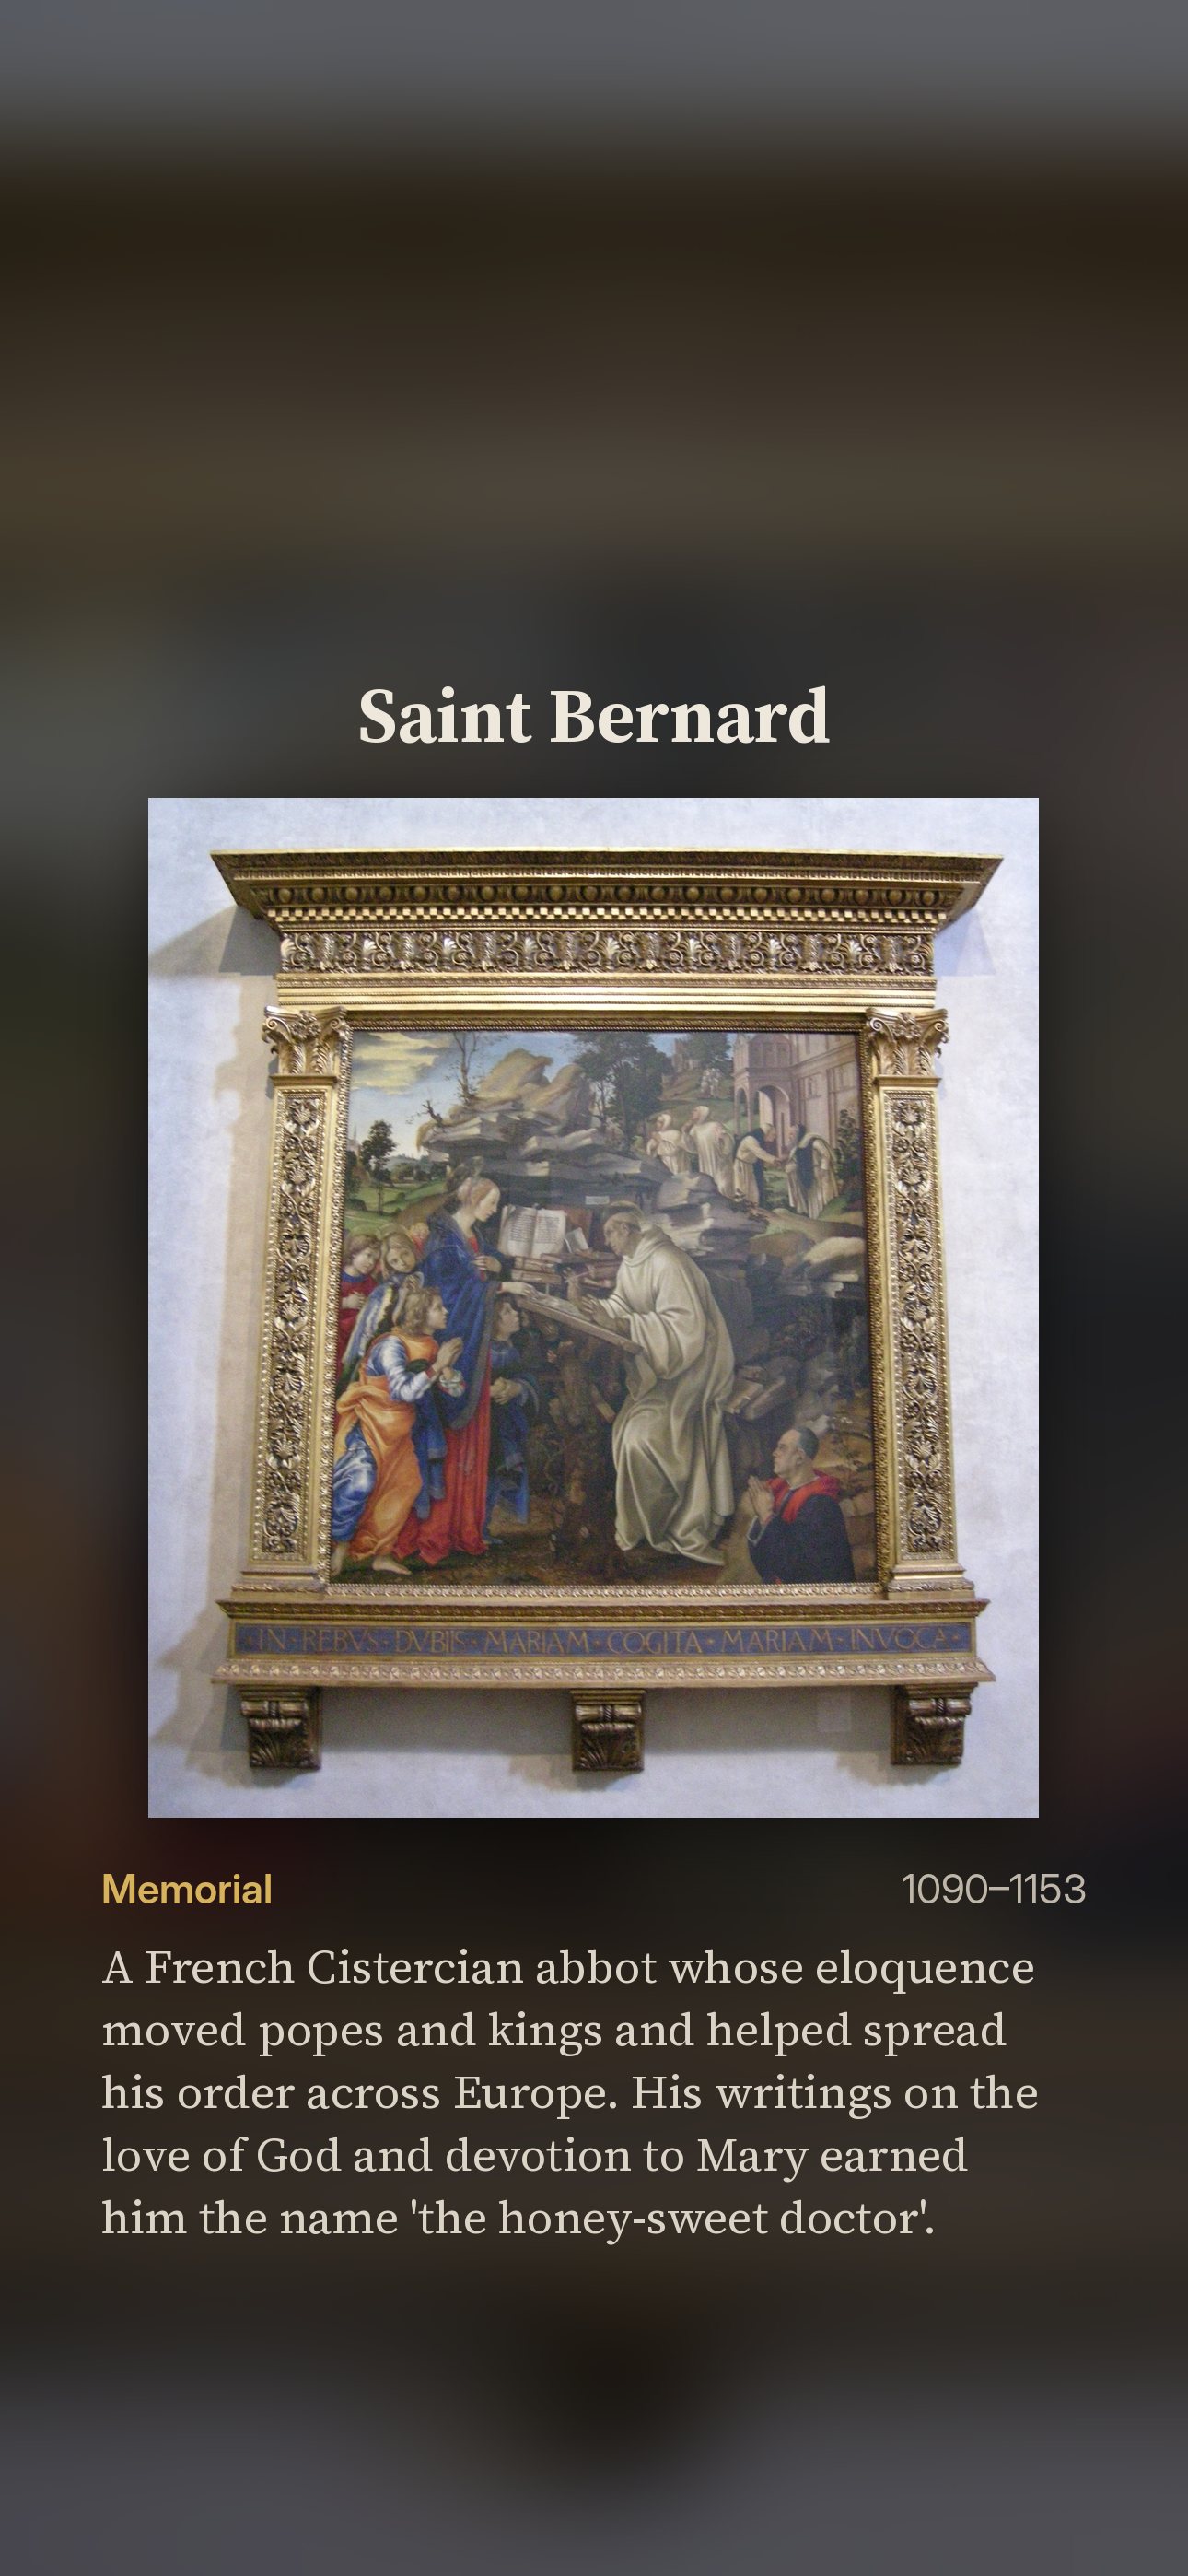 Saint Bernard
IN REBVS DVBIIS MARIAM COGITA MARIAM INVOCA
Memorial
1090–1153
A French Cistercian abbot whose eloquence
moved popes and kings and helped spread
his order across Europe. His writings on the
love of God and devotion to Mary earned
him the name 'the honey-sweet doctor'.